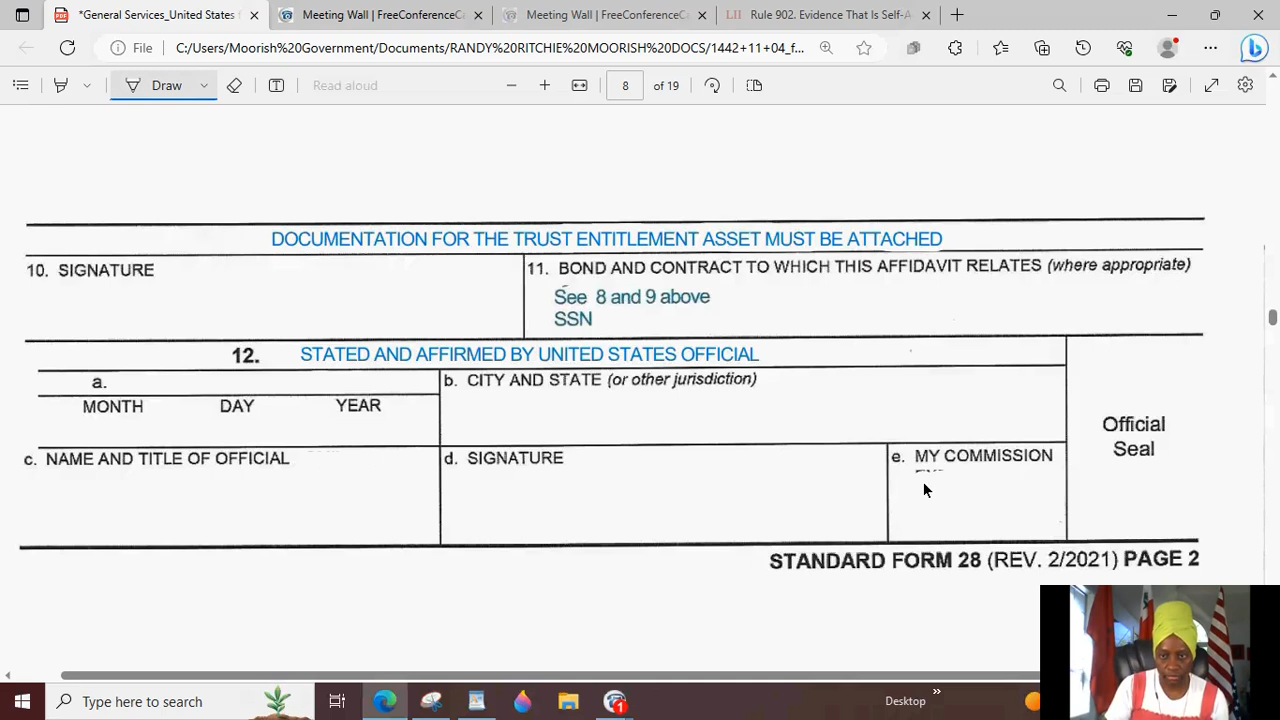 *General Services_United States
Meeting Wall | FreeConferenceCa
Meeting Wall | FreeConferenceCa
LII Rule 902. Evidence That Is Self-A
File C:/Users/Moorish%20Government/Documents/RANDY%20RITCHIE%20MOORISH%20DOCS/1442+11+04_f...
Draw
Read aloud
8 of 19
DOCUMENTATION FOR THE TRUST ENTITLEMENT ASSET MUST BE ATTACHED
10. SIGNATURE
11. BOND AND CONTRACT TO WHICH THIS AFFIDAVIT RELATES (where appropriate)
See 8 and 9 above
SSN
12. STATED AND AFFIRMED BY UNITED STATES OFFICIAL
a.
MONTH DAY YEAR
b. CITY AND STATE (or other jurisdiction)
Official
Seal
c. NAME AND TITLE OF OFFICIAL
d. SIGNATURE
e. MY COMMISSION
STANDARD FORM 28 (REV. 2/2021) PAGE 2
Type here to search
1
Desktop